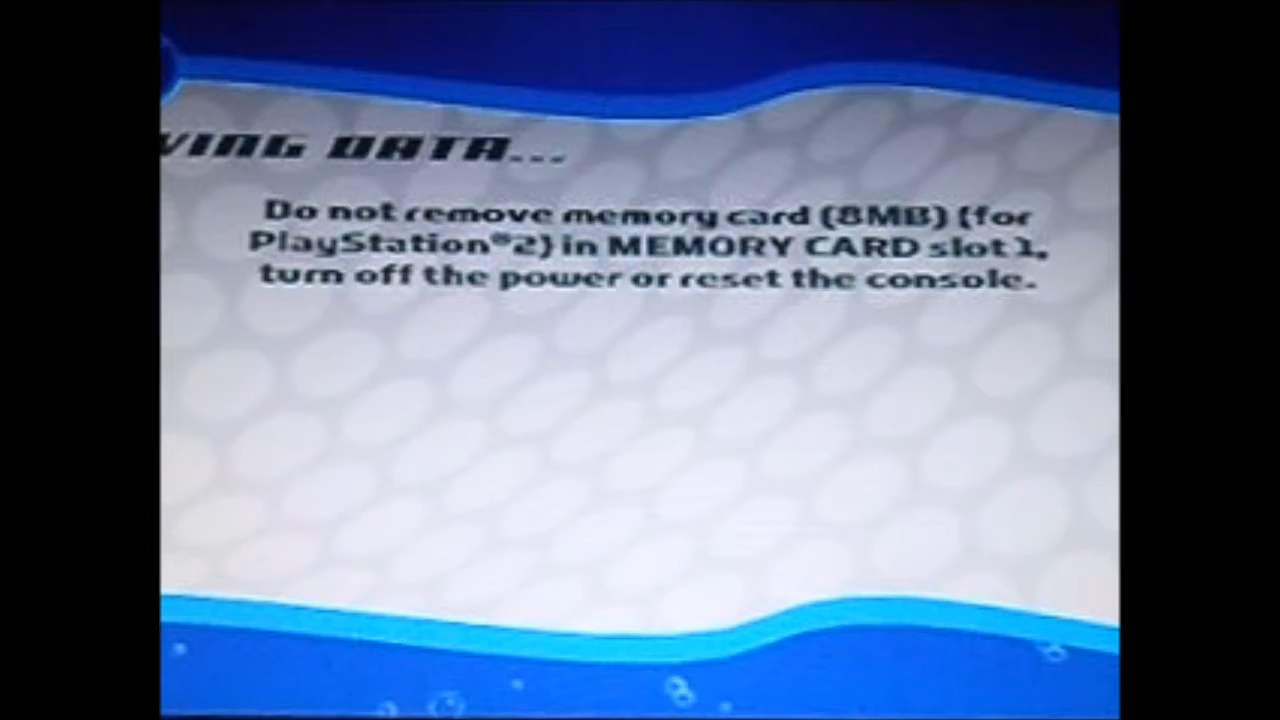 VING DATA...
Do not remove memory card (8MB) (for
PlayStation®2) in MEMORY CARD slot 1,
turn off the power or reset the console.